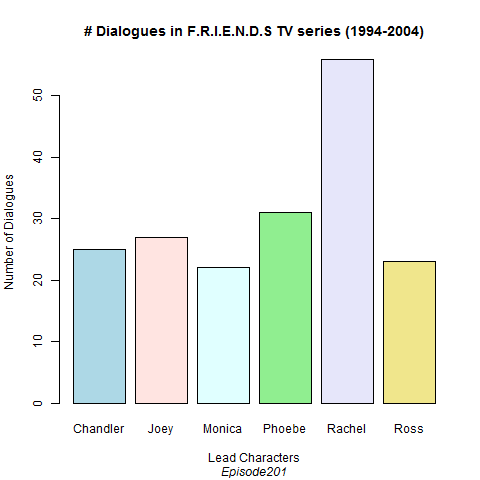 # Dialogues in F.R.I.E.N.D.S TV series (1994-2004)
Number of Dialogues
50
40
30
20
10
0
Chandler Joey Monica Phoebe Rachel Ross
Lead Characters
Episode201